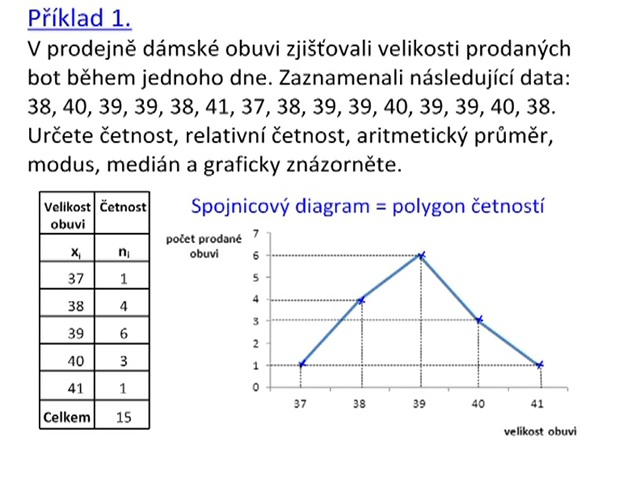 Příklad 1.
V prodejně dámské obuvi zjišťovali velikosti prodaných
bot během jednoho dne. Zaznamenali následující data:
38, 40, 39, 39, 38, 41, 37, 38, 39, 39, 40, 39, 39, 40, 38.
Určete četnost, relativní četnost, aritmetický průměr,
modus, medián a graficky znázorněte.
Velikost obuvi Četnost
xᵢ nᵢ
37 1
38 4
39 6
40 3
41 1
Celkem 15
Spojnicový diagram = polygon četností
počet prodané
obuvi
7
6
5
4
3
2
1
0
37 38 39 40 41
velikost obuvi